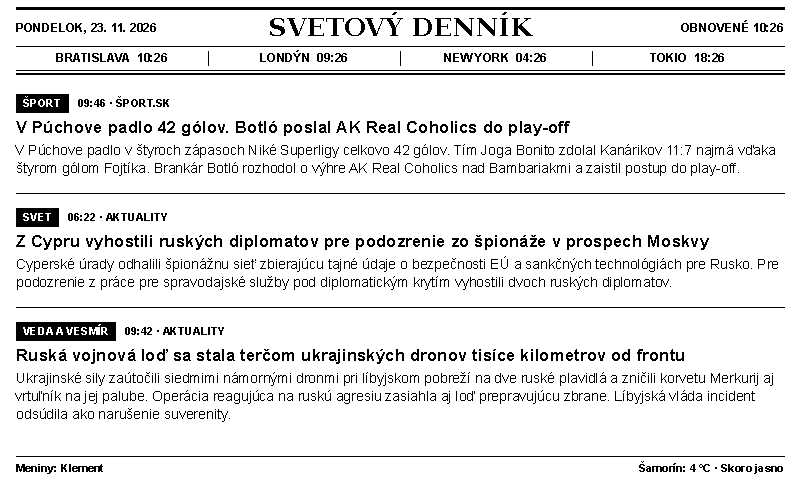 PONDELOK, 23. 11. 2026
SVETOVÝ DENNÍK
OBNOVENÉ 10:26
BRATISLAVA 10:26
LONDÝN 09:26
NEW YORK 04:26
TOKIO 18:26
ŠPORT 09:46 · ŠPORT.SK
V Púchove padlo 42 gólov. Botló poslal AK Real Coholics do play-off
V Púchove padlo v štyroch zápasoch Niké Superligy celkovo 42 gólov. Tím Joga Bonito zdolal Kanárikov 11:7 najmä vďaka
štyrom gólom Fojtíka. Brankár Botló rozhodol o výhre AK Real Coholics nad Bambariakmi a zaistil postup do play-off.
SVET 06:22 · AKTUALITY
Z Cypru vyhostili ruských diplomatov pre podozrenie zo špionáže v prospech Moskvy
Cyperské úrady odhalili špionážnu sieť zbierajúcu tajné údaje o bezpečnosti EÚ a sankčných technológiách pre Rusko. Pre
podozrenie z práce pre spravodajské služby pod diplomatickým krytím vyhostili dvoch ruských diplomatov.
VEDA A VESMÍR 09:42 · AKTUALITY
Ruská vojnová loď sa stala terčom ukrajinských dronov tisíce kilometrov od frontu
Ukrajinské sily zaútočili siedmimi námornými dronmi pri líbyjskom pobreží na dve ruské plavidlá a zničili korvetu Merkurij aj
vrtuľník na jej palube. Operácia reagujúca na ruskú agresiu zasiahla aj loď prepravujúcu zbrane. Líbyjská vláda incident
odsúdila ako narušenie suverenity.
Meniny: Klement
Šamorín: 4 °C · Skoro jasno